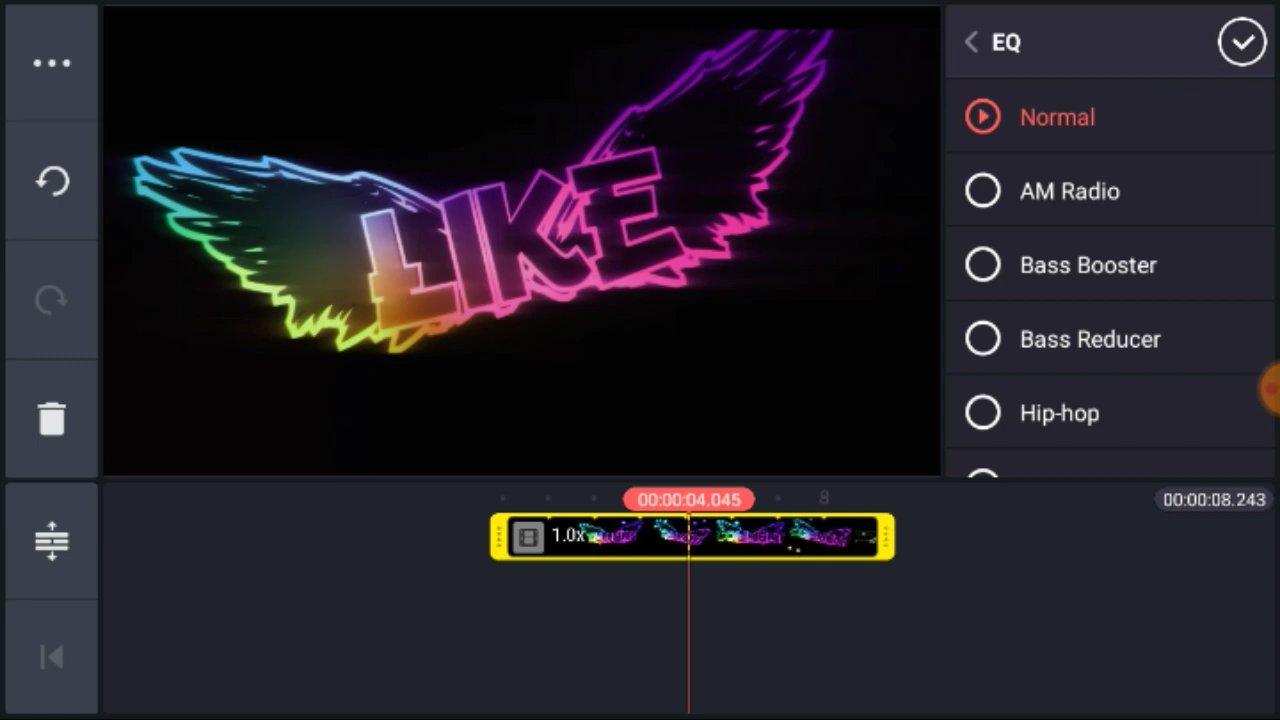 EQ
Normal
AM Radio
Bass Booster
Bass Reducer
Hip-hop
LIKE
00:00:04.045
8
00:00:08.243
1.0x